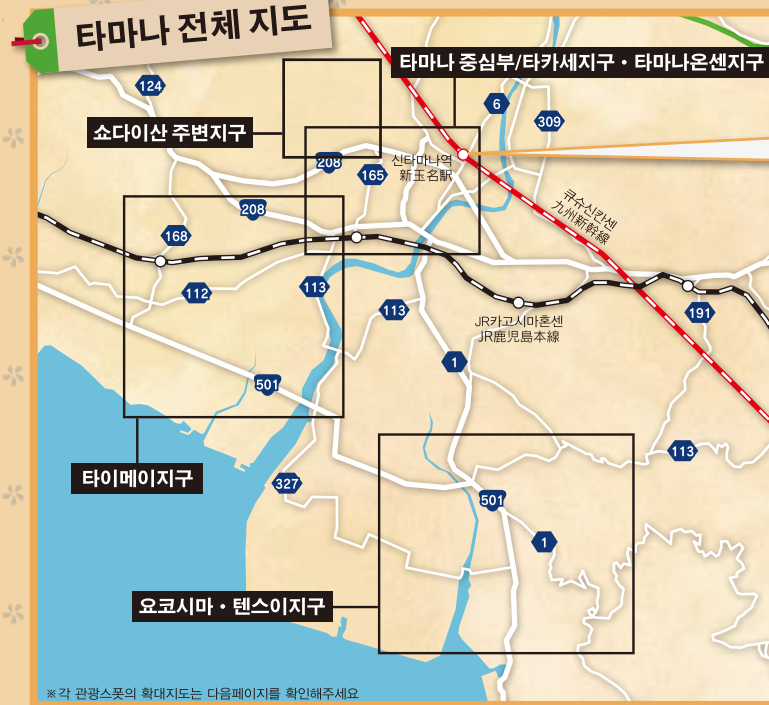 타마나 전체 지도
타마나 중심부/타카세지구・타마나온센지구
124
6
309
쇼다이산 주변지구
208
165
신타마나역
新玉名駅
큐슈신칸센
九州新幹線
208
168
112
113
113
191
JR카고시마혼센
JR鹿児島本線
1
501
113
타이메이지구
327
501
1
요코시마・텐스이지구
※각 관광스폿의 확대지도는 다음페이지를 확인해주세요